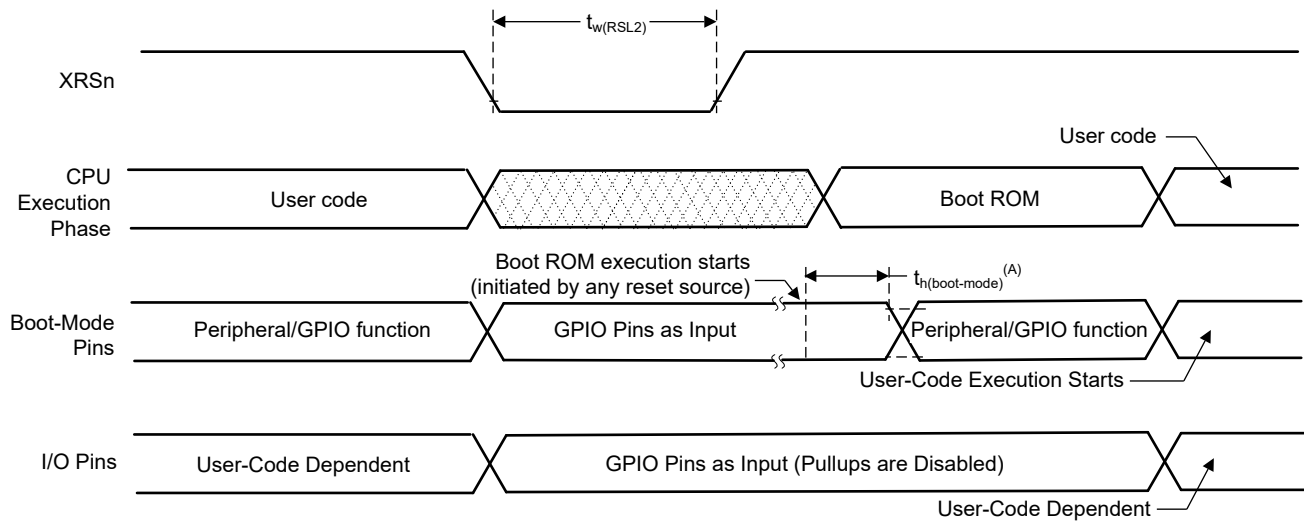 tw(RSL2)
XRSn
User code
CPU
Execution
Phase
User code
Boot ROM
Boot ROM execution starts
(initiated by any reset source)
th(boot-mode)(A)
Boot-Mode
Pins
Peripheral/GPIO function
GPIO Pins as Input
Peripheral/GPIO function
User-Code Execution Starts
I/O Pins
User-Code Dependent
GPIO Pins as Input (Pullups are Disabled)
User-Code Dependent